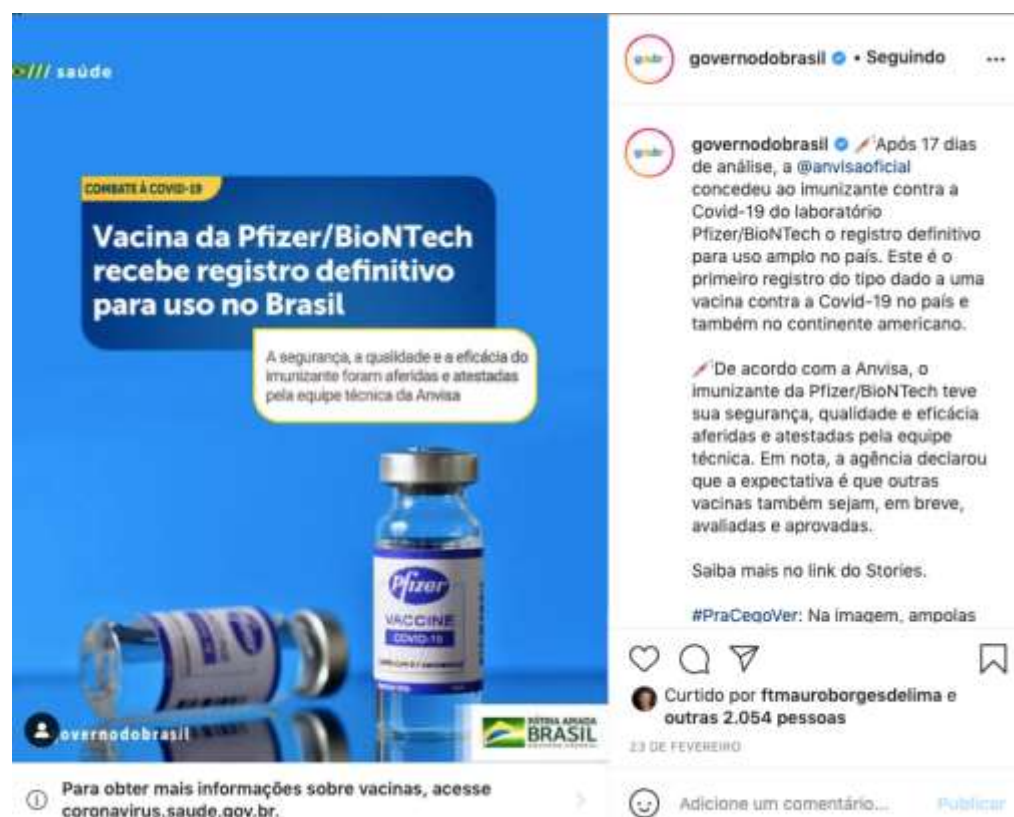 /// saúde
COMBATE À COVID-19
Vacina da Pfizer/BioNTech
recebe registro definitivo
para uso no Brasil
A segurança, a qualidade e a eficácia do
imunizante foram aferidas e atestadas
pela equipe técnica da Anvisa
Pfizer
VACCINE
COVID-19
overnodobrasil
PÁTRIA AMADA
BRASIL
GOVERNO FEDERAL
Para obter mais informações sobre vacinas, acesse
coronavirus.saude.gov.br.
governodobrasil • Seguindo
governodobrasil Após 17 dias
de análise, a @anvisaoficial
concedeu ao imunizante contra a
Covid-19 do laboratório
Pfizer/BioNTech o registro definitivo
para uso amplo no país. Este é o
primeiro registro do tipo dado a uma
vacina contra a Covid-19 no país e
também no continente americano.
De acordo com a Anvisa, o
imunizante da Pfizer/BioNTech teve
sua segurança, qualidade e eficácia
aferidas e atestadas pela equipe
técnica. Em nota, a agência declarou
que a expectativa é que outras
vacinas também sejam, em breve,
avaliadas e aprovadas.
Saiba mais no link do Stories.
#PraCegoVer: Na imagem, ampolas
Curtido por ftmauroborgesdelima e
outras 2.054 pessoas
23 DE FEVEREIRO
Adicione um comentário...
Publicar